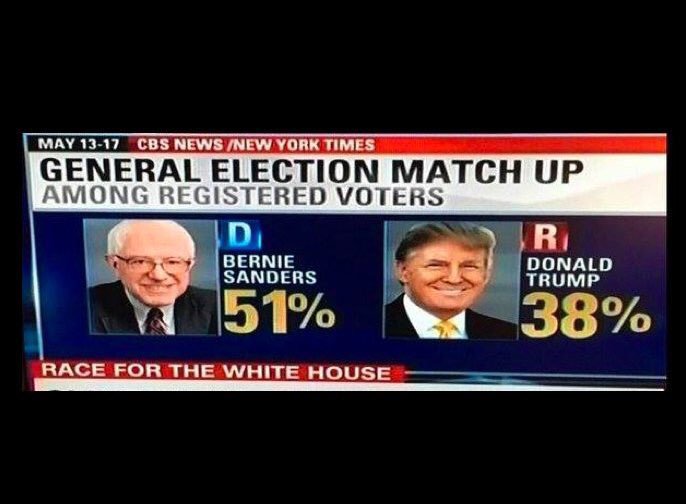 MAY 13-17 CBS NEWS/NEW YORK TIMES
GENERAL ELECTION MATCH UP
AMONG REGISTERED VOTERS
D
BERNIE
SANDERS
51%
R
DONALD
TRUMP
38%
RACE FOR THE WHITE HOUSE